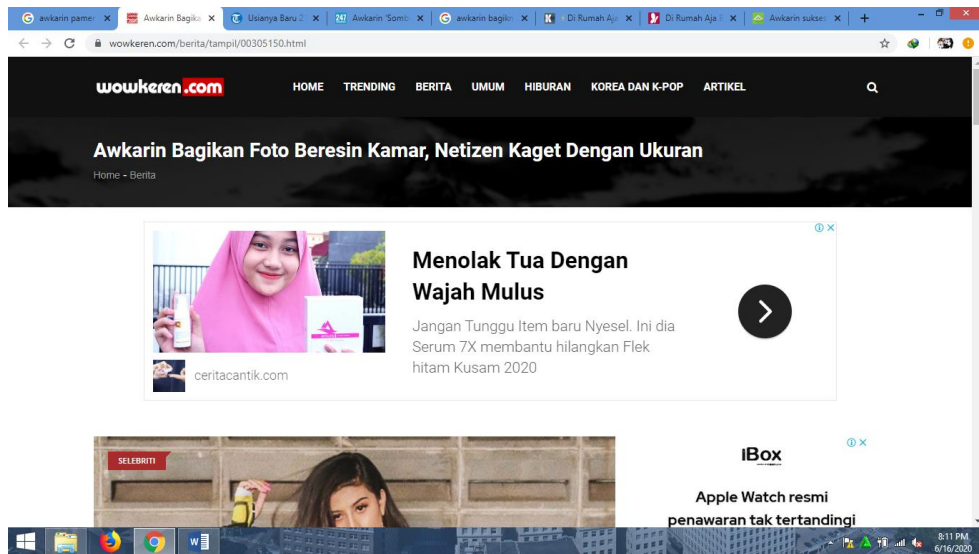 awkarin pamer
Awkarin Bagika
Usianya Baru 2
247 Awkarin 'Somb
awkarin bagikn
Di Rumah Aja
Di Rumah Aja
Awkarin sukses
wowkeren.com/berita/tampil/00305150.html
wowkeren.com
HOME TRENDING BERITA UMUM HIBURAN KOREA DAN K-POP ARTIKEL
Awkarin Bagikan Foto Beresin Kamar, Netizen Kaget Dengan Ukuran
Home - Berita
Menolak Tua Dengan
Wajah Mulus
Jangan Tunggu Item baru Nyesel. Ini dia
Serum 7X membantu hilangkan Flek
hitam Kusam 2020
ceritacantik.com
SELEBRITI
iBox
Apple Watch resmi
penawaran tak tertandingi
8:11 PM
6/16/2020